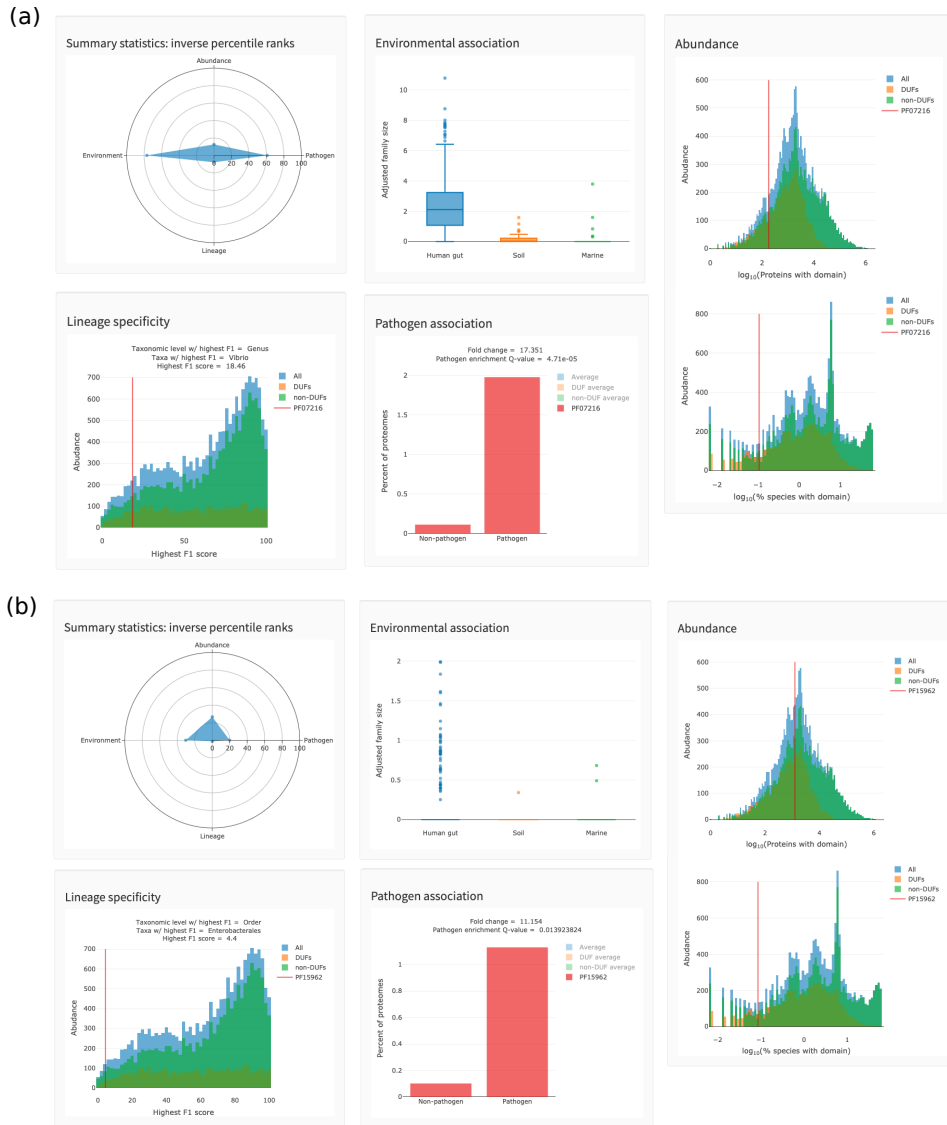 (a)
Summary statistics: inverse percentile ranks
Abundance
Environment
Pathogen
0 20 40 60 80 100
Lineage
Environmental association
Adjusted family size
10
8
6
4
2
0
Human gut Soil Marine
Abundance
Abudance
600
500
400
300
200
100
0
0 2 4 6
log10(Proteins with domain)
All
DUFs
non-DUFs
PF07216
Abudance
800
600
400
200
0
−2 −1 0 1
log10(% species with domain)
All
DUFs
non-DUFs
PF07216
Lineage specificity
Taxonomic level w/ highest F1 = Genus
Taxa w/ highest F1 = Vibrio
Highest F1 score = 18.46
Abudance
700
600
500
400
300
200
100
0
0 50 100
Highest F1 score
All
DUFs
non-DUFs
PF07216
Pathogen association
Fold change = 17.351
Pathogen enrichment Q-value = 4.71e-05
Percent of proteomes
2
1.5
1
0.5
0
Non-pathogen Pathogen
Average
DUF average
non-DUF average
PF07216
(b)
Summary statistics: inverse percentile ranks
Abundance
Environment
Pathogen
0 20 40 60 80 100
Lineage
Environmental association
Adjusted family size
2
1.5
1
0.5
0
Human gut Soil Marine
Abundance
Abudance
600
500
400
300
200
100
0
0 2 4 6
log10(Proteins with domain)
All
DUFs
non-DUFs
PF15962
Abudance
800
600
400
200
0
−2 −1 0 1
log10(% species with domain)
All
DUFs
non-DUFs
PF15962
Lineage specificity
Taxonomic level w/ highest F1 = Order
Taxa w/ highest F1 = Enterobacterales
Highest F1 score = 4.4
Abudance
700
600
500
400
300
200
100
0
0 20 40 60 80 100
Highest F1 score
All
DUFs
non-DUFs
PF15962
Pathogen association
Fold change = 11.154
Pathogen enrichment Q-value = 0.013923824
Percent of proteomes
1
0.8
0.6
0.4
0.2
0
Non-pathogen Pathogen
Average
DUF average
non-DUF average
PF15962